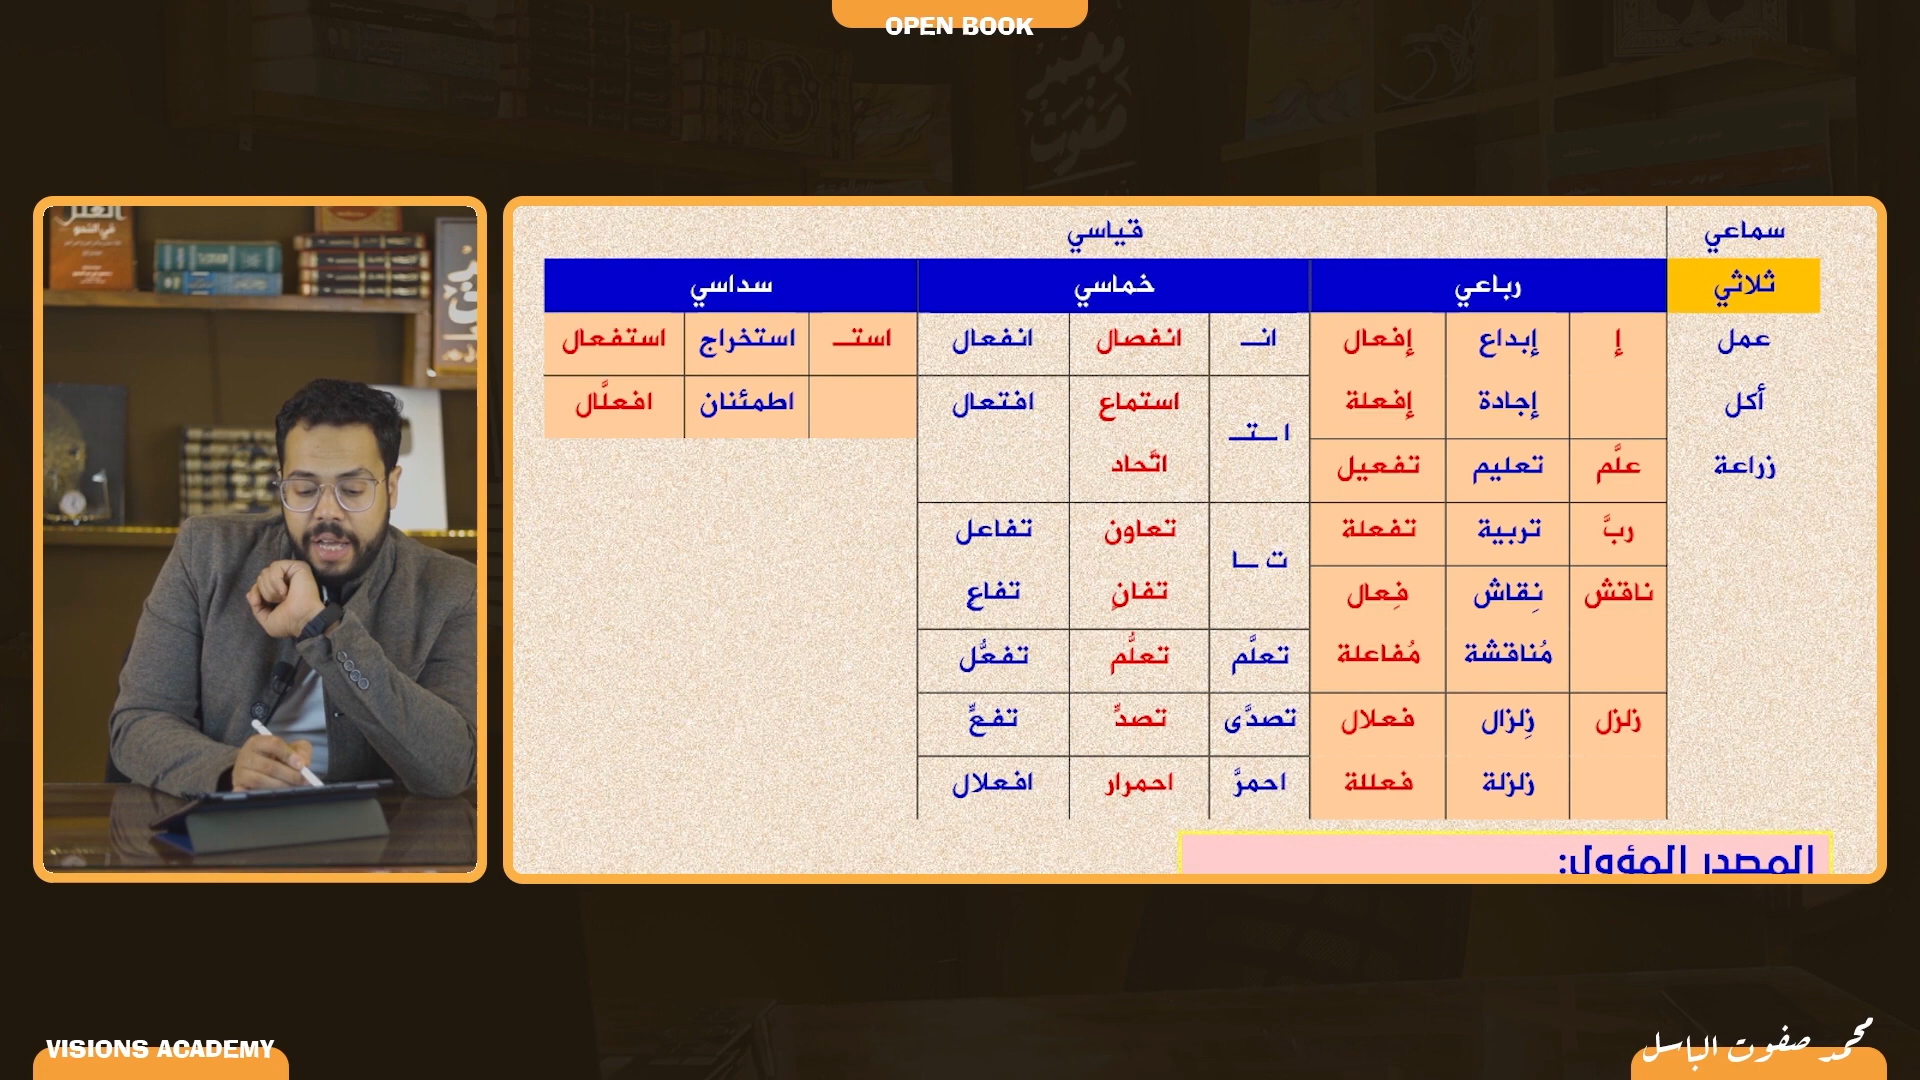 OPEN BOOK
قياسي سماعي
ثلاثي رباعي خماسي سداسي
عمل إ إبداع إفعال انـ انفصال انفعال استـ استخراج استفعال
أكل إجادة إفعلة ا ـتـ استماع افتعال اطمئنان افعلَّال
زراعة علَّم تعليم تفعيل اتَّحاد
ربَّ تربية تفعلة ت ـا تعاون تفاعل
ناقش نِقاش فِعال تفانٍ تفاع
مُناقشة مُفاعلة تعلَّم تعلُّم تفعُّل
زلزل زِلزال فعلال تصدَّى تصدٍّ تفعٍّ
زلزلة فعللة احمرَّ احمرار افعلال
المصدر المؤول:
في النحو
VISIONS ACADEMY
محمد صفوت الباسل